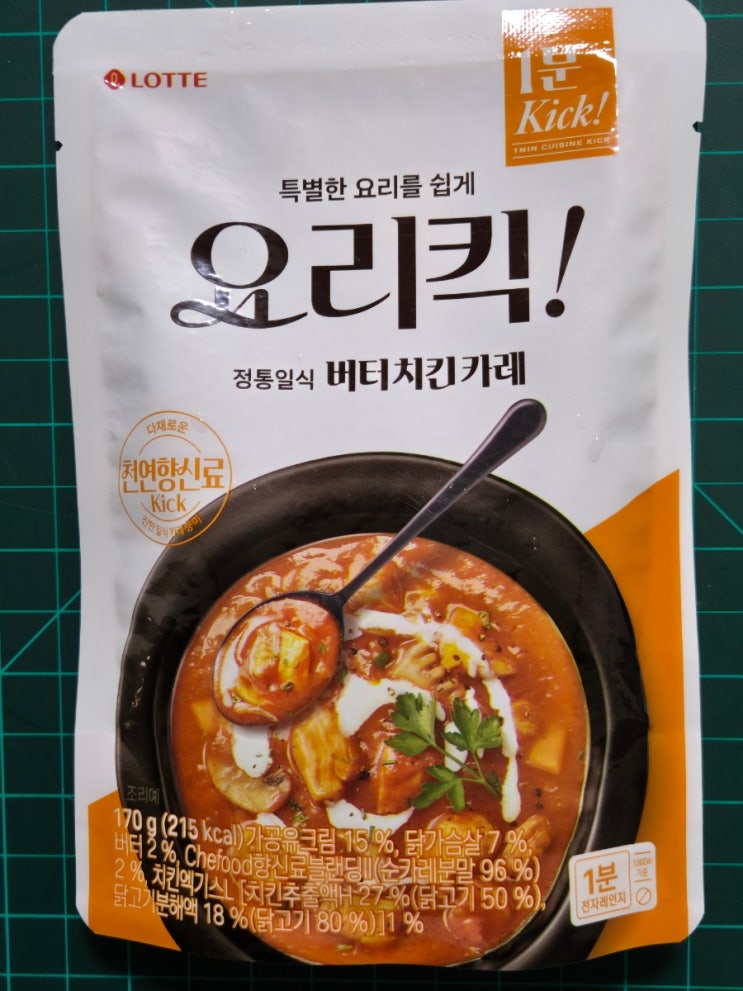 LOTTE
1분
Kick!
1MIN CUISINE KICK
특별한 요리를 쉽게
요리킥!
정통일식 버터치킨카레
다채로운
천연향신료
Kick
조리예
170 g (215 kcal) 가공유크림 15 %, 닭가슴살 7 %,
버터 2 %, Chefood향신료블랜딩II(순카레분말 96 %)
2 %, 치킨엑기스L [치킨추출액H 27 %(닭고기 50 %),
닭고기분해액 18 %(닭고기 80 %)]1 %
1분
전자레인지
1,000W
기준